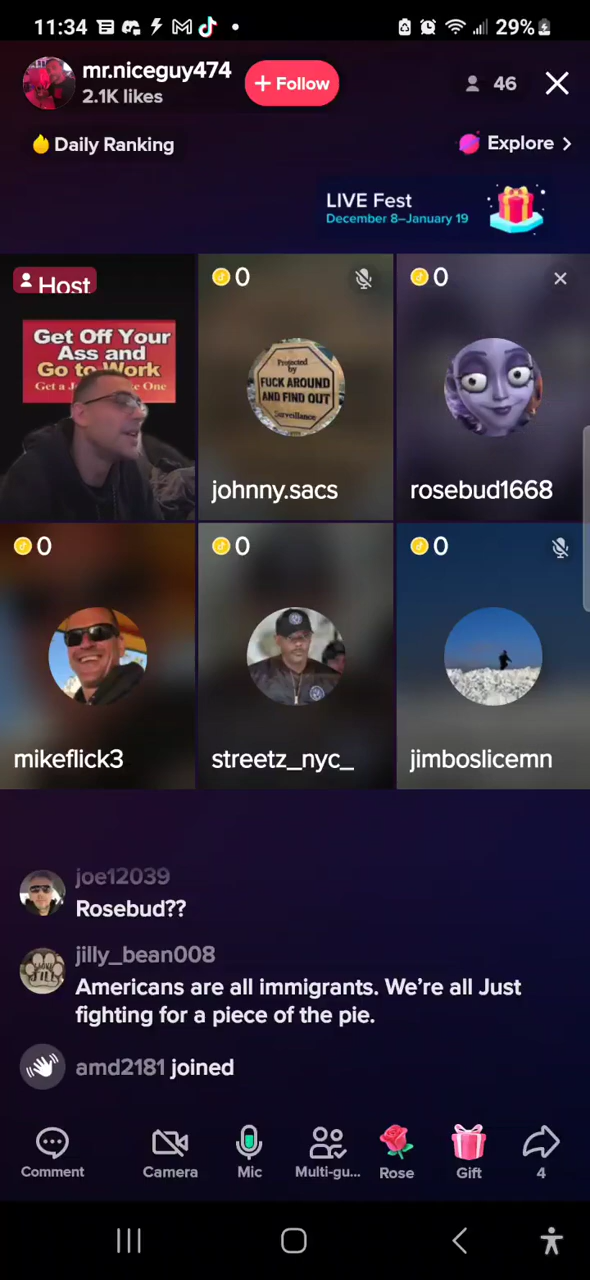 11:34
29%
mr.niceguy474
2.1K likes
+ Follow
46
Daily Ranking
Explore >
LIVE Fest
December 8–January 19
Host
Get Off Your
Ass and
Go to Work
Get a
One
0
Protected
by
FUCK AROUND
AND FIND OUT
Surveillance
johnny.sacs
0
rosebud1668
0
mikeflick3
0
streetz_nyc_
0
jimboslicemn
joe12039
Rosebud??
jilly_bean008
Americans are all immigrants. We’re all Just
fighting for a piece of the pie.
amd2181 joined
Comment
Camera
Mic
Multi-gu...
Rose
Gift
4